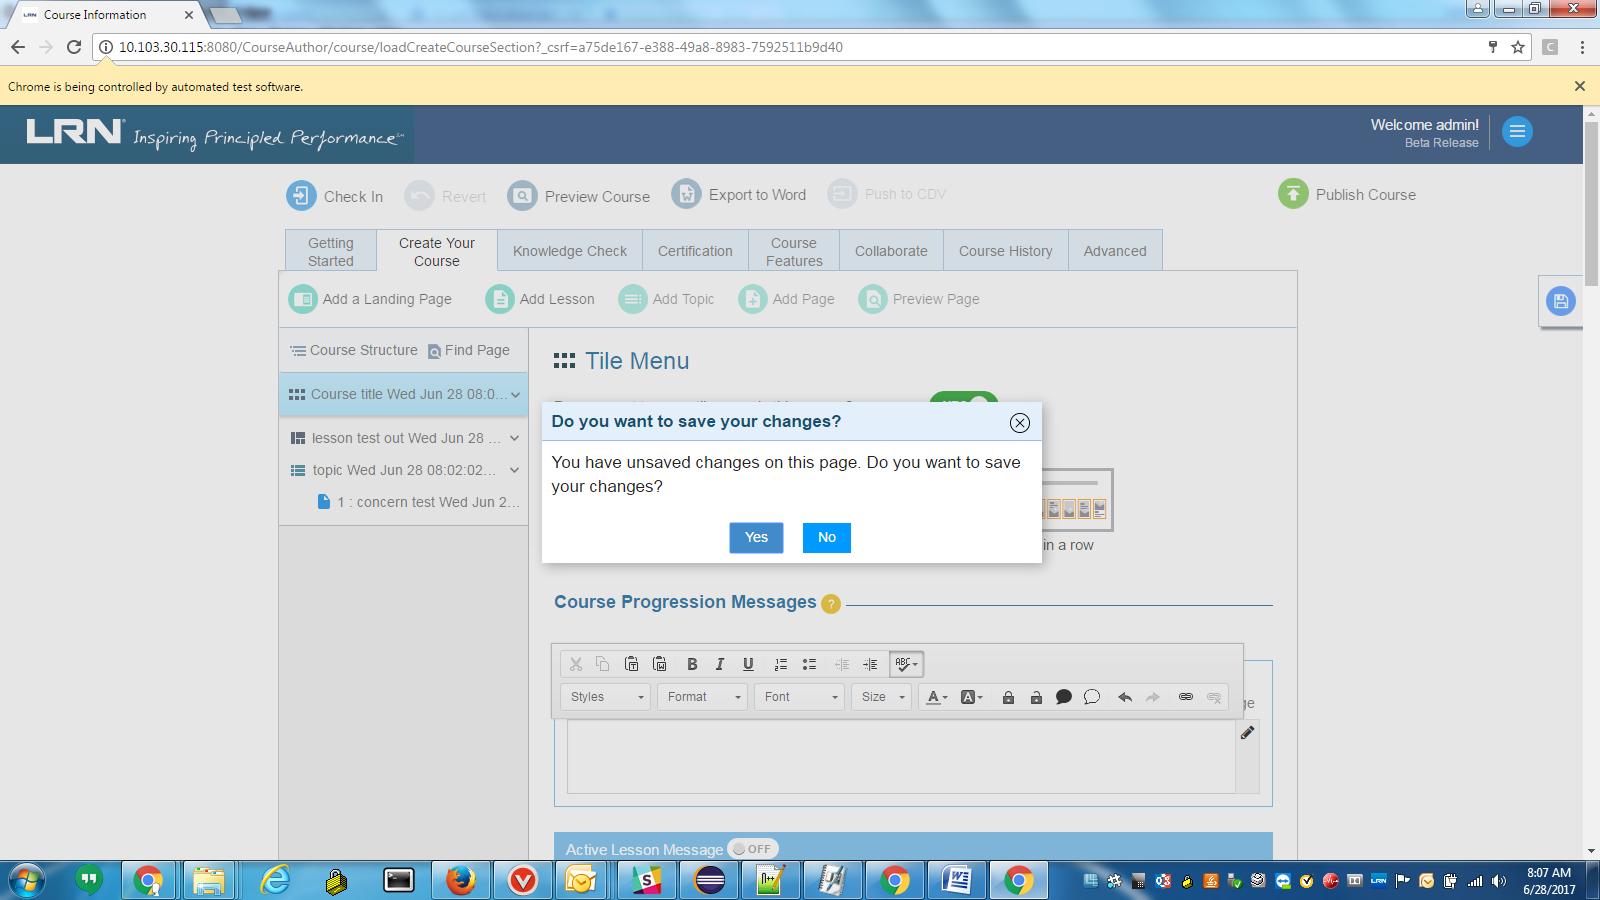 LRN Course Information
10.103.30.115:8080/CourseAuthor/course/loadCreateCourseSection?_csrf=a75de167-e388-49a8-8983-7592511b9d40
C
Chrome is being controlled by automated test software.
LRN Inspiring Principled Performance
Welcome admin!
Beta Release
Check In
Revert
Preview Course
Export to Word
Push to CDV
Publish Course
Getting
Started
Create Your
Course
Knowledge Check
Certification
Course
Features
Collaborate
Course History
Advanced
Add a Landing Page
Add Lesson
Add Topic
Add Page
Preview Page
Course Structure
Find Page
Course title Wed Jun 28 08:0...
lesson test out Wed Jun 28 ...
topic Wed Jun 28 08:02:02...
1 : concern test Wed Jun 2...
Tile Menu
Do you want to save your changes?
You have unsaved changes on this page. Do you want to save
your changes?
Yes
No
in a row
Course Progression Messages ?
B I U ABC
Styles
Format
Font
Size
A
A
ge
Active Lesson Message OFF
LRN
8:07 AM
6/28/2017